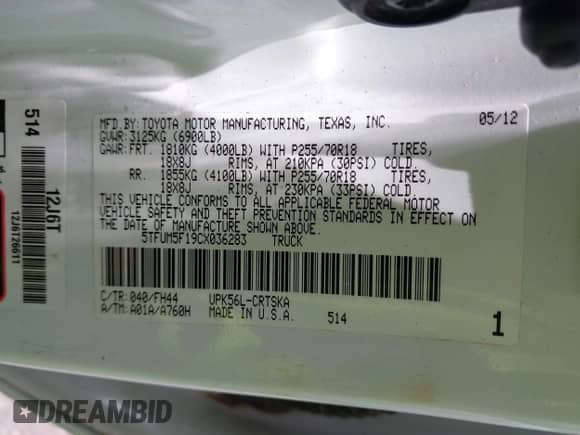 MFD.BY:TOYOTA MOTOR MANUFACTURING, TEXAS, INC. 05/12
GVWR:3125KG (6900LB)
GAWR:FRT. 1810KG (4000LB) WITH P255/70R18 TIRES,
18X8J RIMS, AT 210KPA (30PSI) COLD.
RR. 1855KG (4100LB) WITH P255/70R18 TIRES,
18X8J RIMS, AT 230KPA (33PSI) COLD.
THIS VEHICLE CONFORMS TO ALL APPLICABLE FEDERAL MOTOR
VEHICLE SAFETY AND THEFT PREVENTION STANDARDS IN EFFECT ON
THE DATE OF MANUFACTURE SHOWN ABOVE.
5TFUM5F19CX036283 TRUCK
C/TR:040/FH44 UPK56L-CRTSKA
A/TM:A01A/A760H MADE IN U.S.A. 514 1
514
12J6T
12J6T26611
DREAMBID